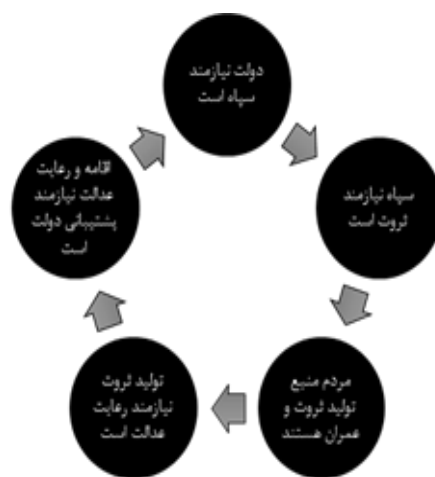 دولت نیازمند
سپاه است
سپاه نیازمند
ثروت است
مردم منبع
تولید ثروت و
عمران هستند
تولید ثروت
نیازمند رعایت
عدالت است
اقامه و رعایت
عدالت نیازمند
پشتیبانی دولت
است